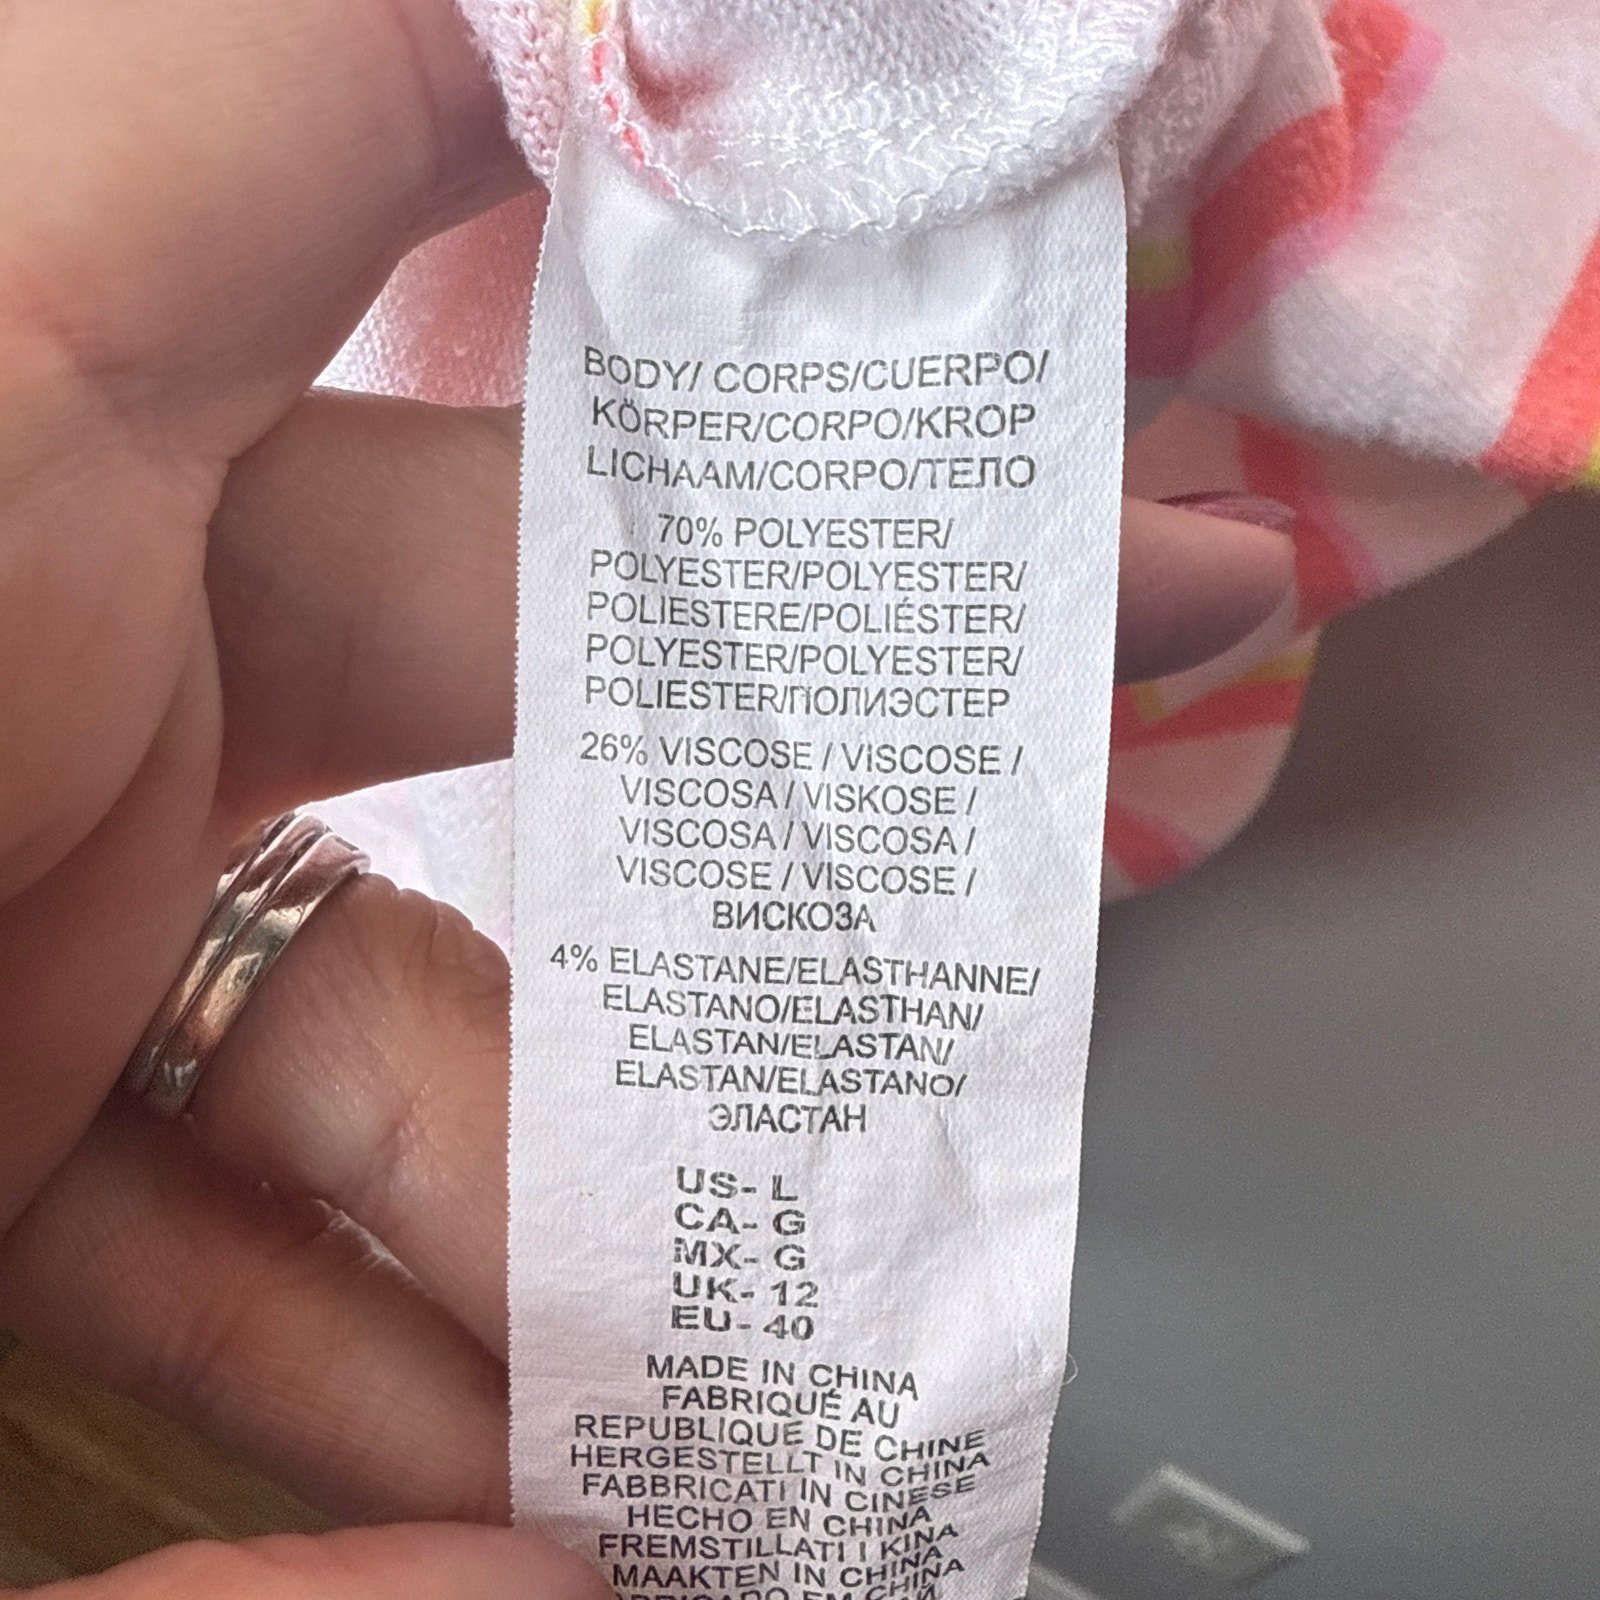 BODY/ CORPS/CUERPO/
KÖRPER/CORPO/KROP
LICHAAM/CORPO/ТЕЛО
70% POLYESTER/
POLYESTER/POLYESTER/
POLIESTERE/POLIÉSTER/
POLYESTER/POLYESTER/
POLIESTER/ПОЛИЭСТЕР
26% VISCOSE / VISCOSE /
VISCOSA / VISKOSE /
VISCOSA / VISCOSA /
VISCOSE / VISCOSE /
ВИСКОЗА
4% ELASTANE/ELASTHANNE/
ELASTANO/ELASTHAN/
ELASTAN/ELASTAN/
ELASTAN/ELASTANO/
ЭЛАСТАН
US- L
CA- G
MX- G
UK- 12
EU- 40
MADE IN CHINA
FABRIQUÉ AU
REPUBLIQUE DE CHINE
HERGESTELLT IN CHINA
FABBRICATI IN CINESE
HECHO EN CHINA
FREMSTILLATI I KINA
MAAKTEN IN CHINA
EM CHINA